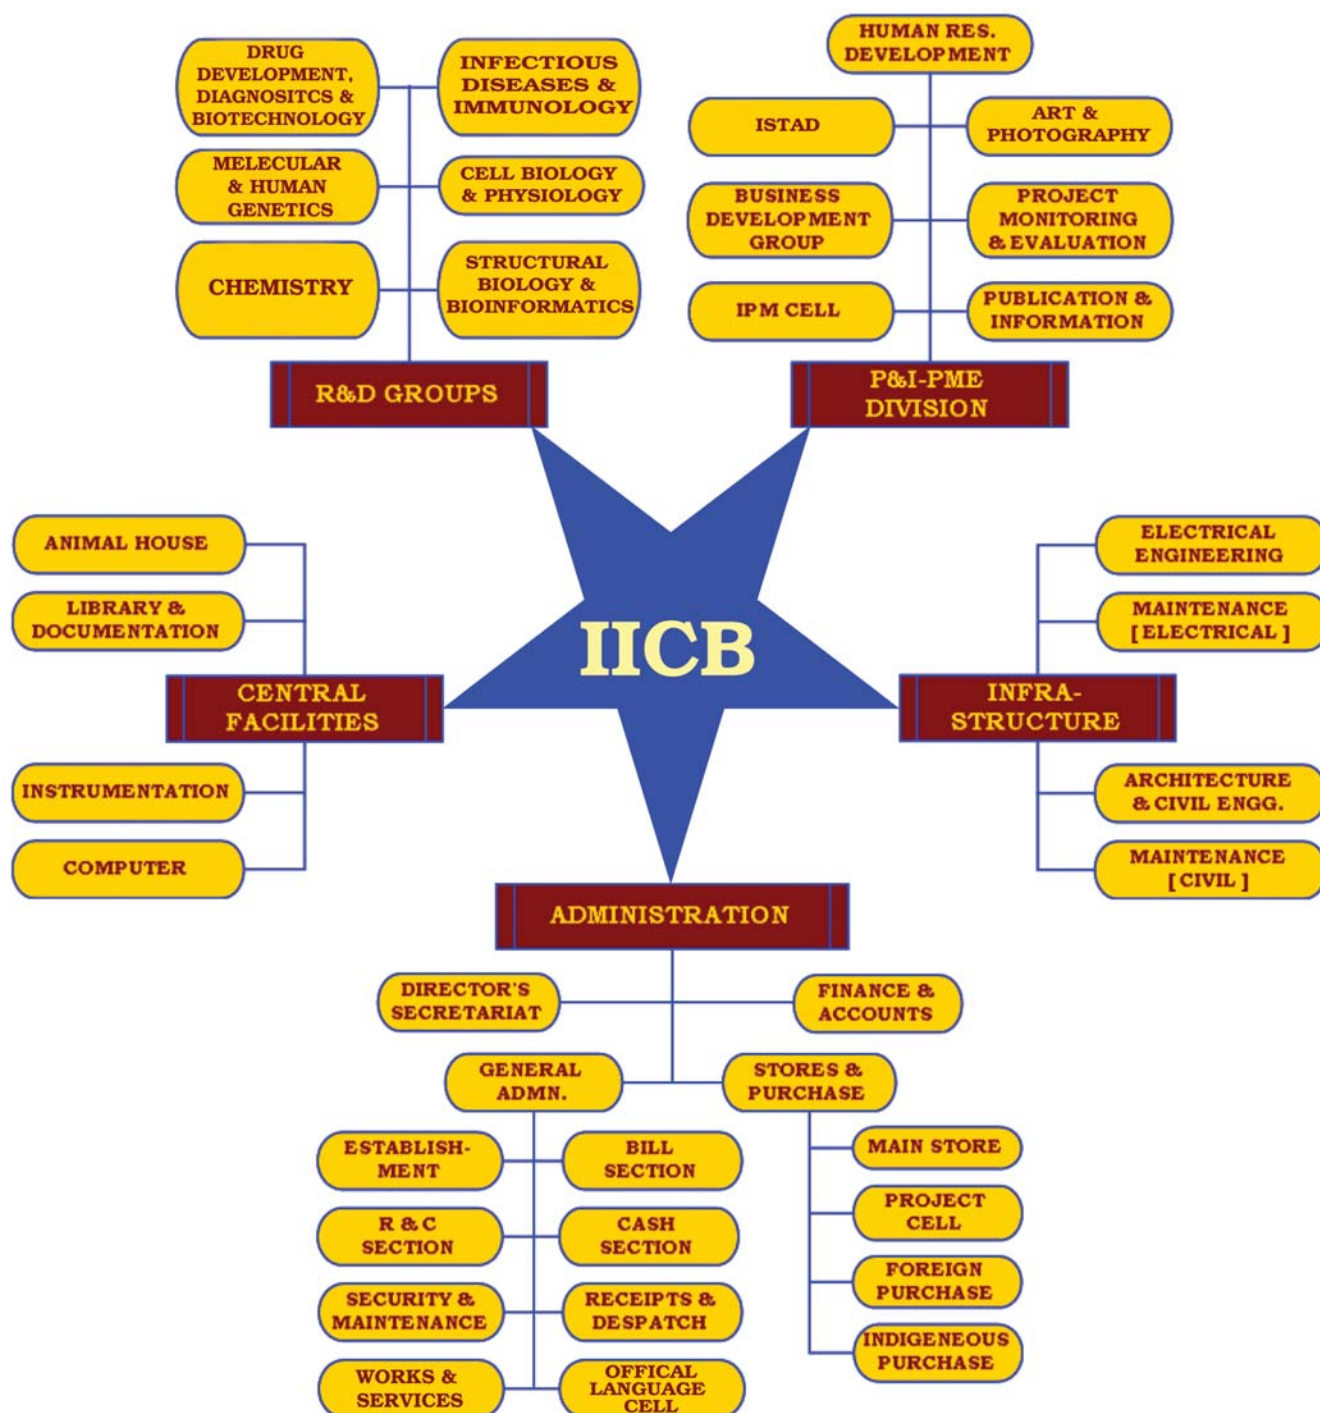 DRUG
DEVELOPMENT,
DIAGNOSITCS &
BIOTECHNOLOGY
INFECTIOUS
DISEASES &
IMMUNOLOGY
MELECULAR
& HUMAN
GENETICS
CELL BIOLOGY
& PHYSIOLOGY
CHEMISTRY
STRUCTURAL
BIOLOGY &
BIOINFORMATICS
R&D GROUPS
HUMAN RES.
DEVELOPMENT
ISTAD
ART &
PHOTOGRAPHY
BUSINESS
DEVELOPMENT
GROUP
PROJECT
MONITORING
& EVALUATION
IPM CELL
PUBLICATION &
INFORMATION
P&I-PME
DIVISION
ANIMAL HOUSE
LIBRARY &
DOCUMENTATION
CENTRAL
FACILITIES
INSTRUMENTATION
COMPUTER
IICB
ELECTRICAL
ENGINEERING
MAINTENANCE
[ ELECTRICAL ]
INFRA-
STRUCTURE
ARCHITECTURE
& CIVIL ENGG.
MAINTENANCE
[ CIVIL ]
ADMINISTRATION
DIRECTOR'S
SECRETARIAT
FINANCE &
ACCOUNTS
GENERAL
ADMN.
STORES &
PURCHASE
ESTABLISH-
MENT
BILL
SECTION
R & C
SECTION
CASH
SECTION
SECURITY &
MAINTENANCE
RECEIPTS &
DESPATCH
WORKS &
SERVICES
OFFICAL
LANGUAGE
CELL
MAIN STORE
PROJECT
CELL
FOREIGN
PURCHASE
INDIGENEOUS
PURCHASE